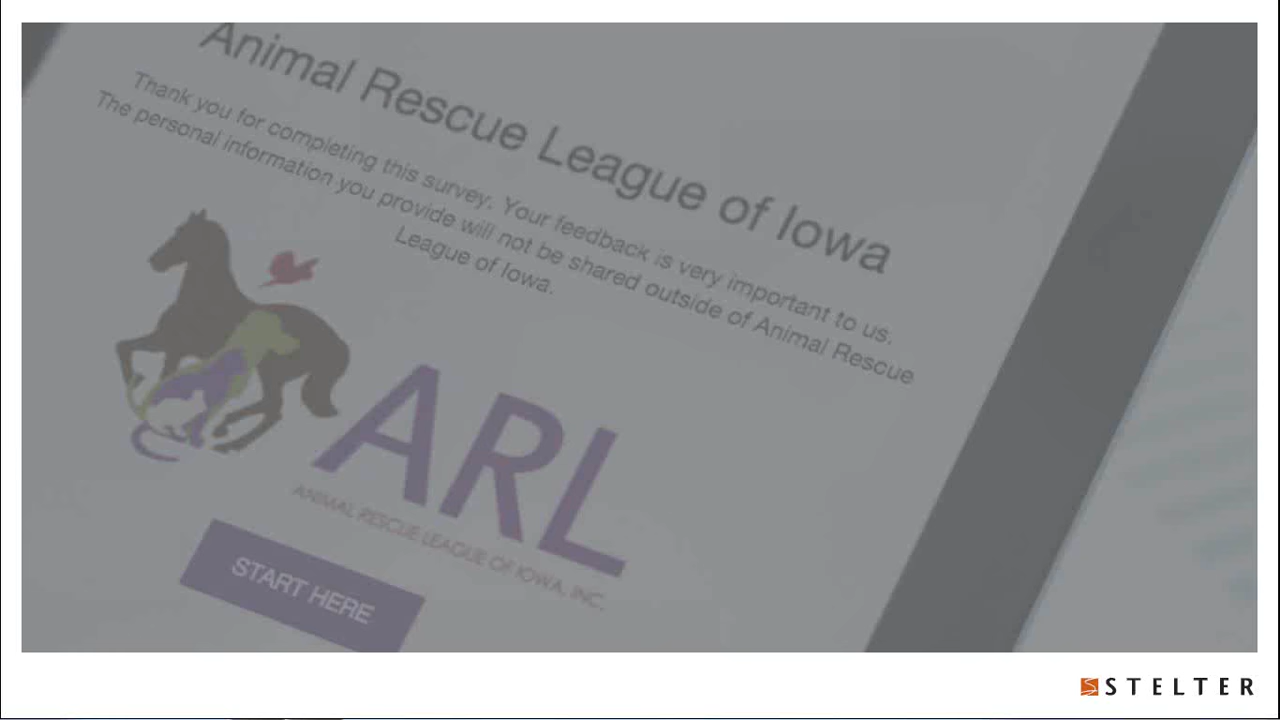 Animal Rescue League of Iowa
Thank you for completing this survey. Your feedback is very important to us.
The personal information you provide will not be shared outside of Animal Rescue
League of Iowa.
ARL
ANIMAL RESCUE LEAGUE OF IOWA, INC.
START HERE
STELTER